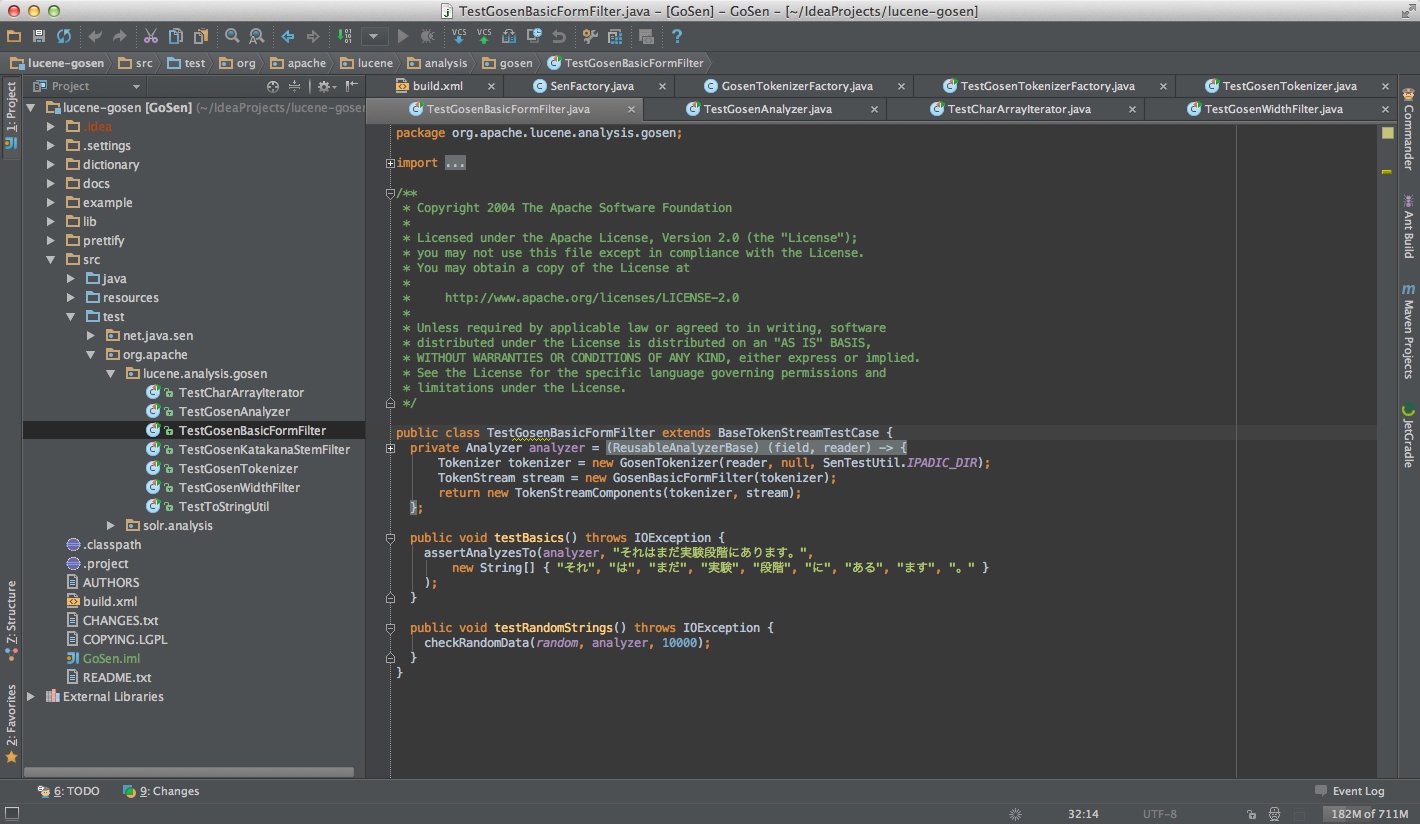 TestGosenBasicFormFilter.java – [GoSen] – GoSen – [~/IdeaProjects/lucene-gosen]
lucene-gosen src test org apache lucene analysis gosen TestGosenBasicFormFilter
Project
build.xml SenFactory.java GosenTokenizerFactory.java TestGosenTokenizerFactory.java TestGosenTokenizer.java
TestGosenBasicFormFilter.java TestGosenAnalyzer.java TestCharArrayIterator.java TestGosenWidthFilter.java
1: Project
Z: Structure
2: Favorites
lucene-gosen [GoSen] (~/IdeaProjects/lucene-gosen
.idea
.settings
dictionary
docs
example
lib
prettify
src
java
resources
test
net.java.sen
org.apache
lucene.analysis.gosen
TestCharArrayIterator
TestGosenAnalyzer
TestGosenBasicFormFilter
TestGosenKatakanaStemFilter
TestGosenTokenizer
TestGosenWidthFilter
TestToStringUtil
solr.analysis
.classpath
.project
AUTHORS
build.xml
CHANGES.txt
COPYING.LGPL
GoSen.iml
README.txt
External Libraries
package org.apache.lucene.analysis.gosen;
import ...
/**
* Copyright 2004 The Apache Software Foundation
*
* Licensed under the Apache License, Version 2.0 (the "License");
* you may not use this file except in compliance with the License.
* You may obtain a copy of the License at
*
* http://www.apache.org/licenses/LICENSE-2.0
*
* Unless required by applicable law or agreed to in writing, software
* distributed under the License is distributed on an "AS IS" BASIS,
* WITHOUT WARRANTIES OR CONDITIONS OF ANY KIND, either express or implied.
* See the License for the specific language governing permissions and
* limitations under the License.
*/
public class TestGosenBasicFormFilter extends BaseTokenStreamTestCase {
private Analyzer analyzer = (ReusableAnalyzerBase) (field, reader) → {
Tokenizer tokenizer = new GosenTokenizer(reader, null, SenTestUtil.IPADIC_DIR);
TokenStream stream = new GosenBasicFormFilter(tokenizer);
return new TokenStreamComponents(tokenizer, stream);
};
public void testBasics() throws IOException {
assertAnalyzesTo(analyzer, "それはまだ実験段階にあります。",
new String[] { "それ", "は", "まだ", "実験", "段階", "に", "ある", "ます", "。" }
);
}
public void testRandomStrings() throws IOException {
checkRandomData(random, analyzer, 10000);
}
}
Commander
Ant Build
Maven Projects
JetGradle
6: TODO 9: Changes Event Log
32:14 UTF-8 182M of 711M